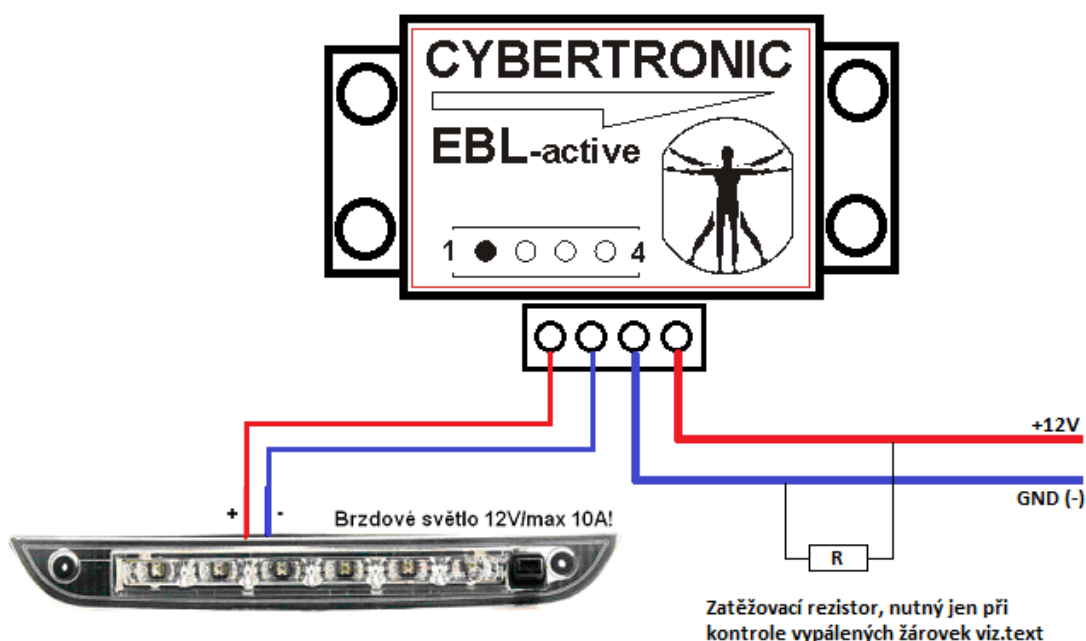 CYBERTRONIC
EBL-active
1 4
+12V
GND (-)
+ -
Brzdové světlo 12V/max 10A!
R
Zatěžovací rezistor, nutný jen při
kontrole vypálených žárovek viz.text